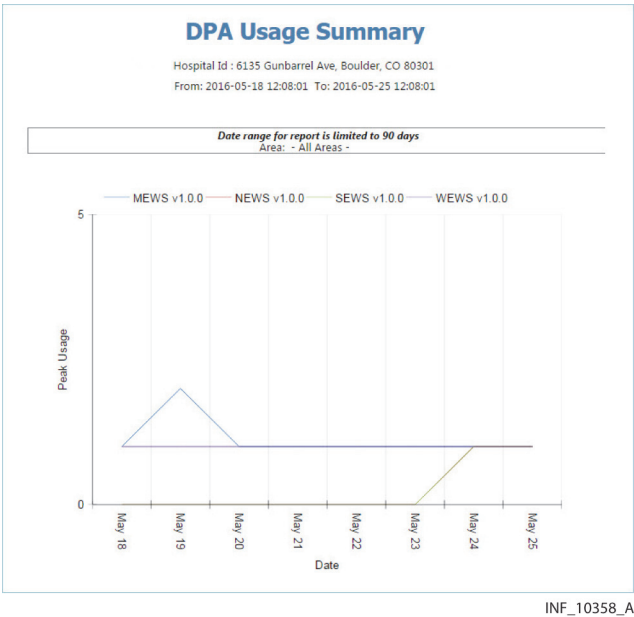 DPA Usage Summary
Hospital Id : 6135 Gunbarrel Ave, Boulder, CO 80301
From: 2016-05-18 12:08:01 To: 2016-05-25 12:08:01
Date range for report is limited to 90 days
Area: - All Areas -
MEWS v1.0.0 NEWS v1.0.0 SEWS v1.0.0 WEWS v1.0.0
5
Peak Usage
0
May 18 May 19 May 20 May 21 May 22 May 23 May 24 May 25
Date
INF_10358_A